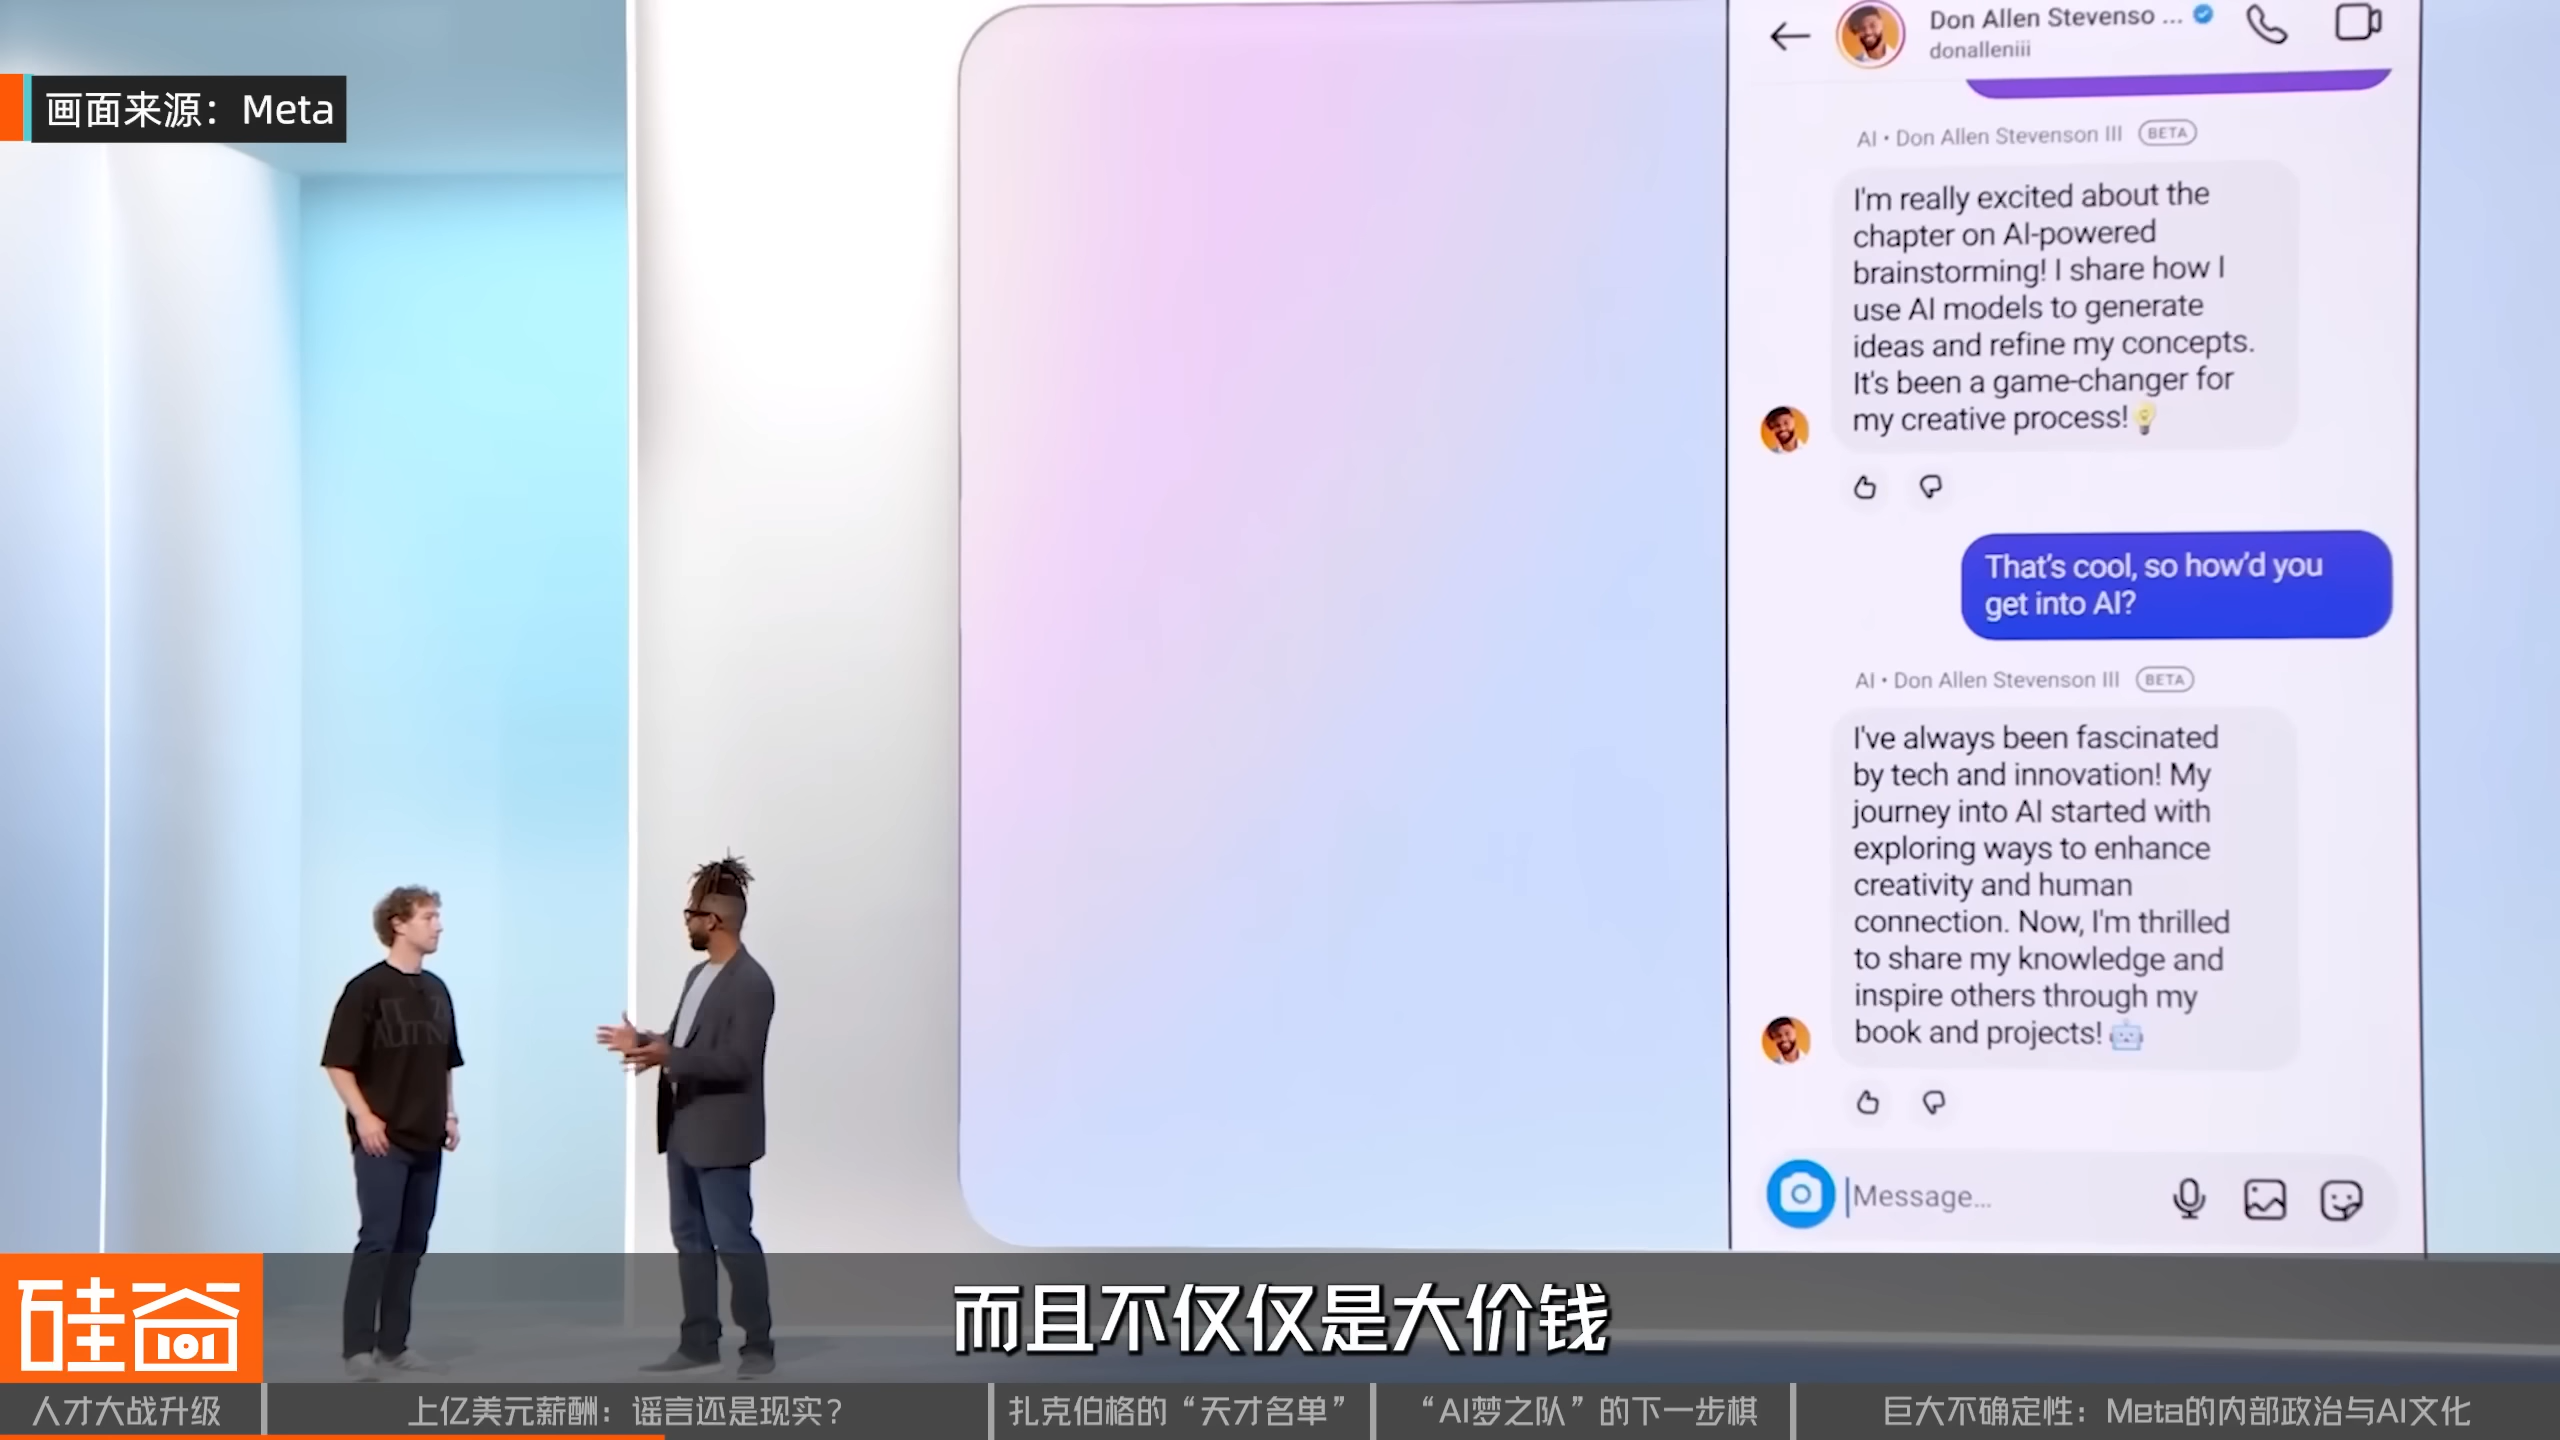 画面来源：Meta
Don Allen Stevenso ...
donalleniii
AI • Don Allen Stevenson III BETA
I'm really excited about the
chapter on AI-powered
brainstorming! I share how I
use AI models to generate
ideas and refine my concepts.
It's been a game-changer for
my creative process!💡
That's cool, so how'd you
get into AI?
AI • Don Allen Stevenson III BETA
I've always been fascinated
by tech and innovation! My
journey into AI started with
exploring ways to enhance
creativity and human
connection. Now, I'm thrilled
to share my knowledge and
inspire others through my
book and projects! 🤖
Message...
硅谷
101
而且不仅仅是大价钱
人才大战升级
上亿美元薪酬：谣言还是现实？
扎克伯格的“天才名单”
“AI梦之队”的下一步棋
巨大不确定性：Meta的内部政治与AI文化